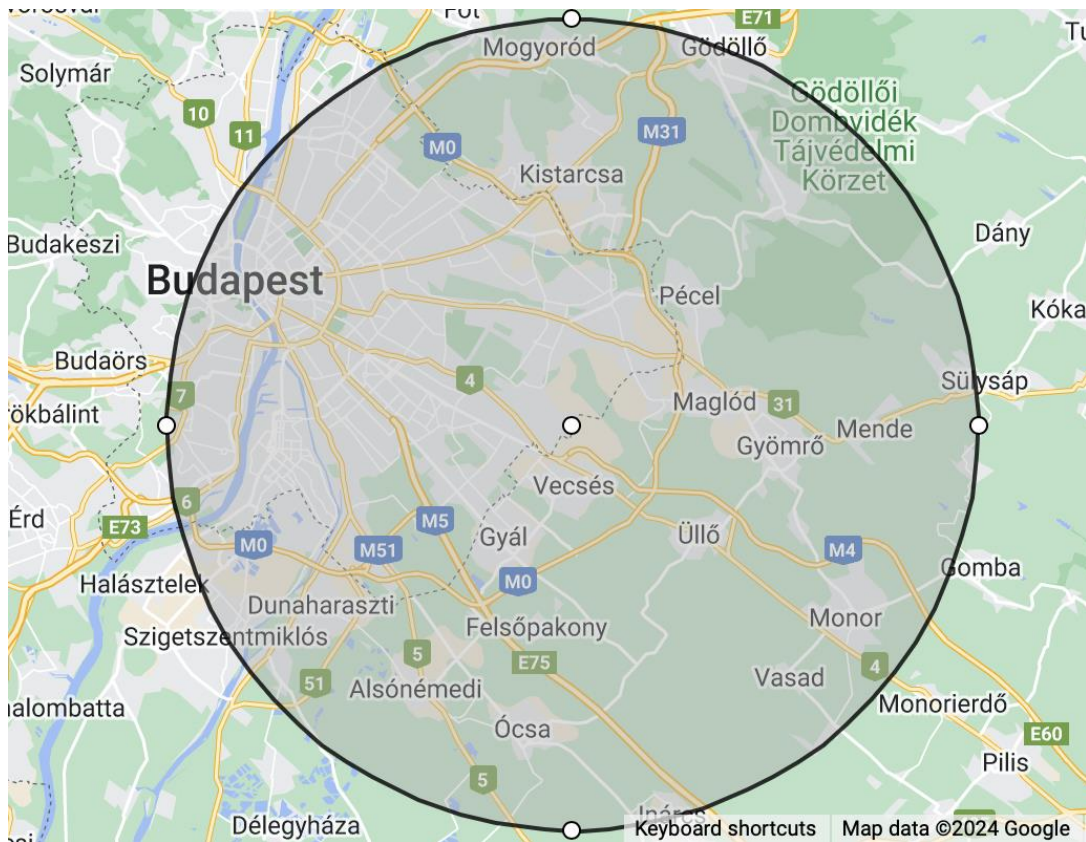 Fót
E71
Mogyoród
Gödöllő
Solymár
Gödöllői
Dombvidék
Tájvédelmi
Körzet
10
11
M0
M31
Kistarcsa
Budakeszi
Dány
Budapest
Pécel
Kóka
Budaörs
4
Sülysáp
7
Maglód
31
Gyömrő
Mende
Vecsés
6
Érd
E73
M0
M5
M51
Gyál
Üllő
M4
M0
Halásztelek
Dunaharaszti
Gomba
Szigetszentmiklós
Felsőpakony
Monor
5
E75
51
Alsónémedi
Vasad
4
Monorierdő
Ócsa
E60
Pilis
5
Délegyháza
Inárcs
Keyboard shortcuts
Map data ©2024 Google